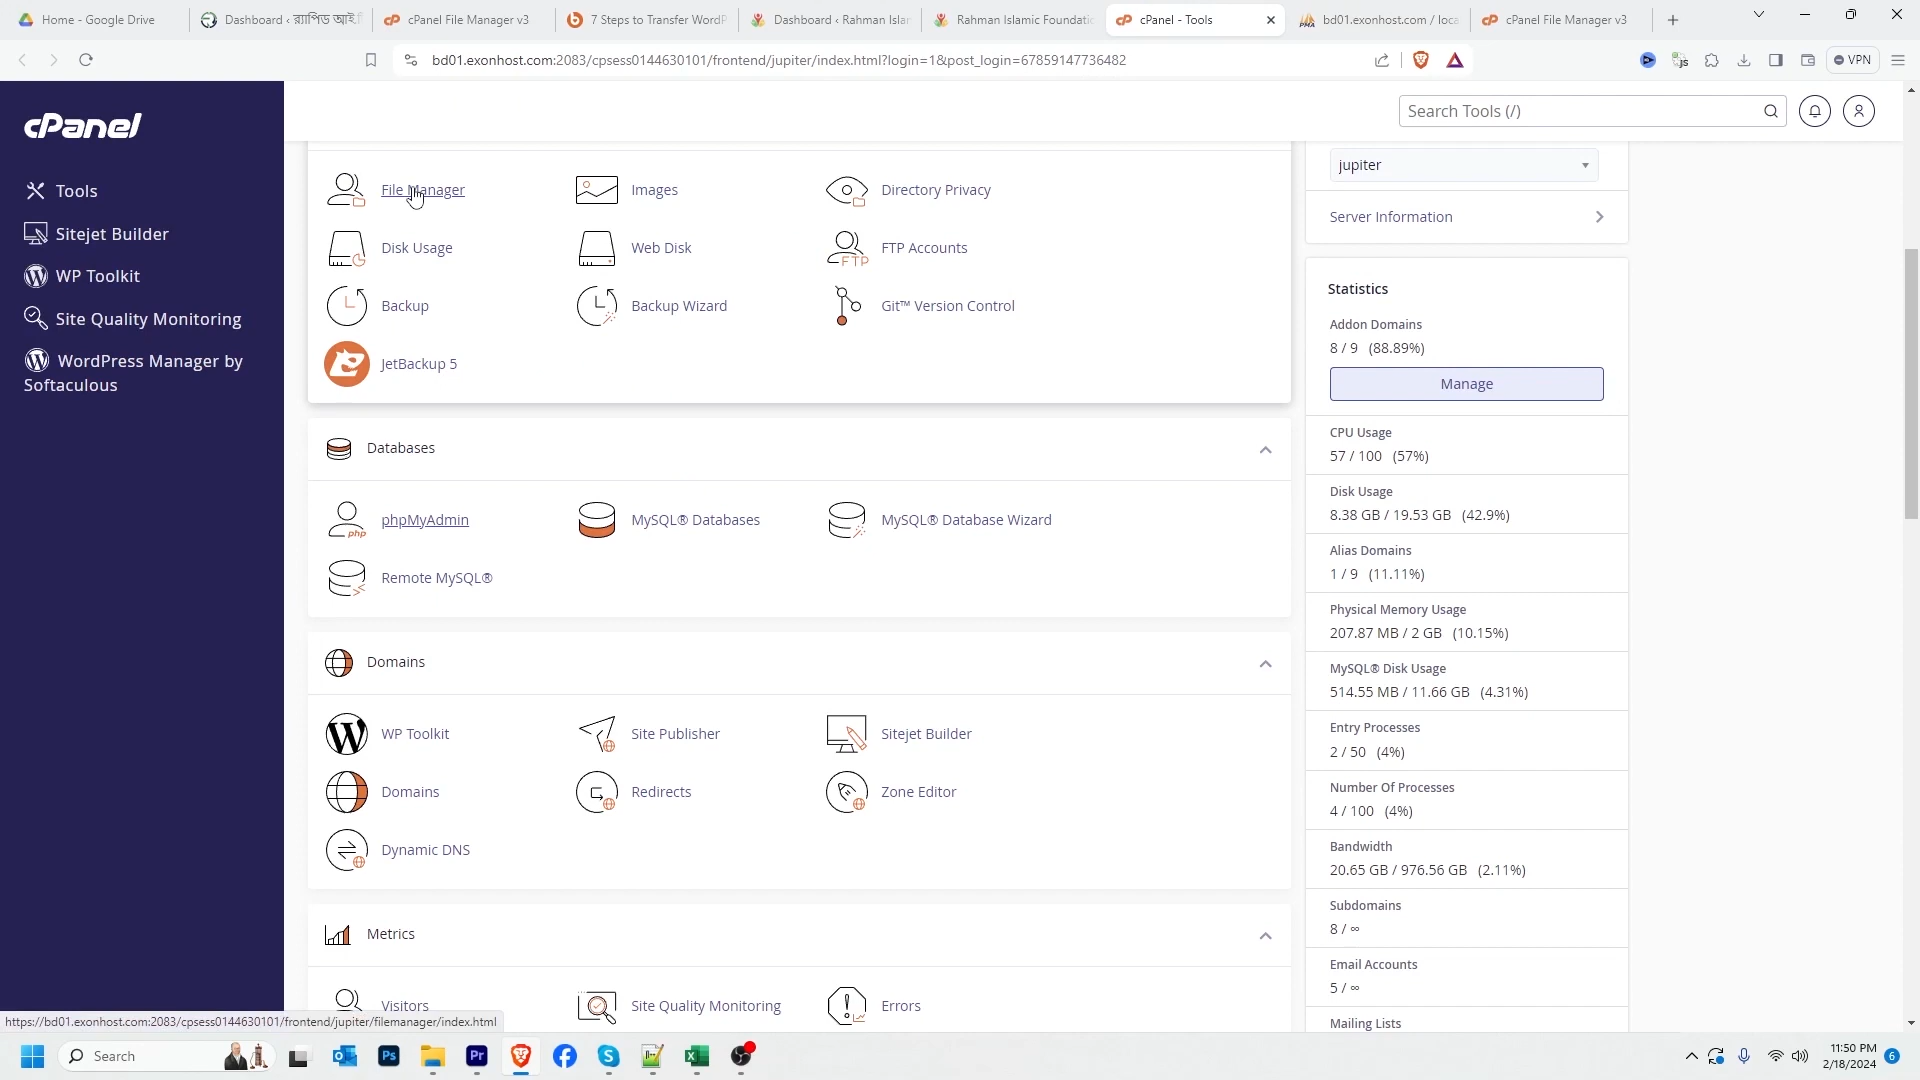 Home - Google Drive
Dashboard ‹ র‍্যাপিড আই.টি
cPanel File Manager v3
7 Steps to Transfer WordP
Dashboard ‹ Rahman Islam
Rahman Islamic Foundatio
cPanel - Tools
bd01.exonhost.com / loca
cPanel File Manager v3
bd01.exonhost.com:2083/cpsess0144630101/frontend/jupiter/index.html?login=1&post_login=67859147736482
VPN
cPanel
Search Tools (/)
Tools
Sitejet Builder
WP Toolkit
Site Quality Monitoring
WordPress Manager by
Softaculous
File Manager
Images
Directory Privacy
Disk Usage
Web Disk
FTP Accounts
Backup
Backup Wizard
Git™ Version Control
JetBackup 5
Databases
phpMyAdmin
MySQL® Databases
MySQL® Database Wizard
Remote MySQL®
Domains
WP Toolkit
Site Publisher
Sitejet Builder
Domains
Redirects
Zone Editor
Dynamic DNS
Metrics
Visitors
Site Quality Monitoring
Errors
jupiter
Server Information
Statistics
Addon Domains
8 / 9 (88.89%)
Manage
CPU Usage
57 / 100 (57%)
Disk Usage
8.38 GB / 19.53 GB (42.9%)
Alias Domains
1 / 9 (11.11%)
Physical Memory Usage
207.87 MB / 2 GB (10.15%)
MySQL® Disk Usage
514.55 MB / 11.66 GB (4.31%)
Entry Processes
2 / 50 (4%)
Number Of Processes
4 / 100 (4%)
Bandwidth
20.65 GB / 976.56 GB (2.11%)
Subdomains
8 / ∞
Email Accounts
5 / ∞
Mailing Lists
https://bd01.exonhost.com:2083/cpsess0144630101/frontend/jupiter/filemanager/index.html
Search
11:50 PM
2/18/2024
6